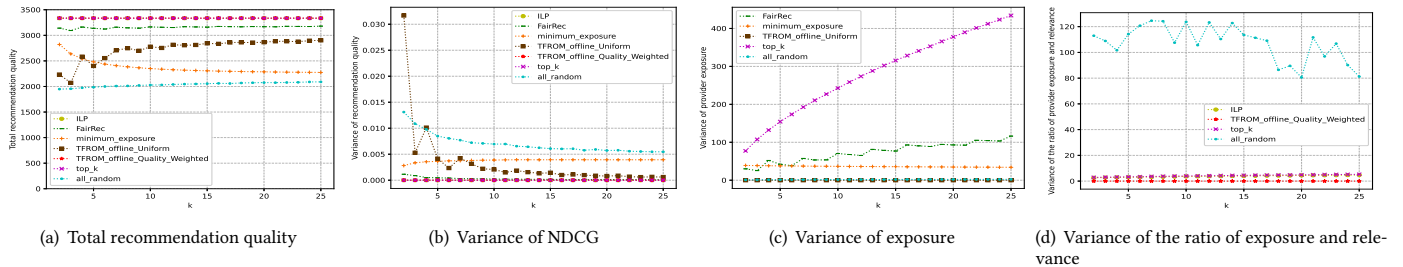 3500
3000
2500
2000
1500
1000
500
0
Total recommendation quality
5 10 15 20 25
k
ILP
FairRec
minimum_exposure
TFROM_offline_Uniform
TFROM_offline_Quality_Weighted
top_k
all_random
(a) Total recommendation quality
0.030
0.025
0.020
0.015
0.010
0.005
0.000
Variance of recommendation quality
5 10 15 20 25
k
ILP
FairRec
minimum_exposure
TFROM_offline_Uniform
TFROM_offline_Quality_Weighted
top_k
all_random
(b) Variance of NDCG
400
300
200
100
0
Variance of provider exposure
5 10 15 20 25
k
FairRec
minimum_exposure
TFROM_offline_Uniform
top_k
all_random
(c) Variance of exposure
120
100
80
60
40
20
0
Variance of the ratio of provider exposure and relevance
5 10 15 20 25
k
ILP
TFROM_offline_Quality_Weighted
top_k
all_random
(d) Variance of the ratio of exposure and rele-
vance